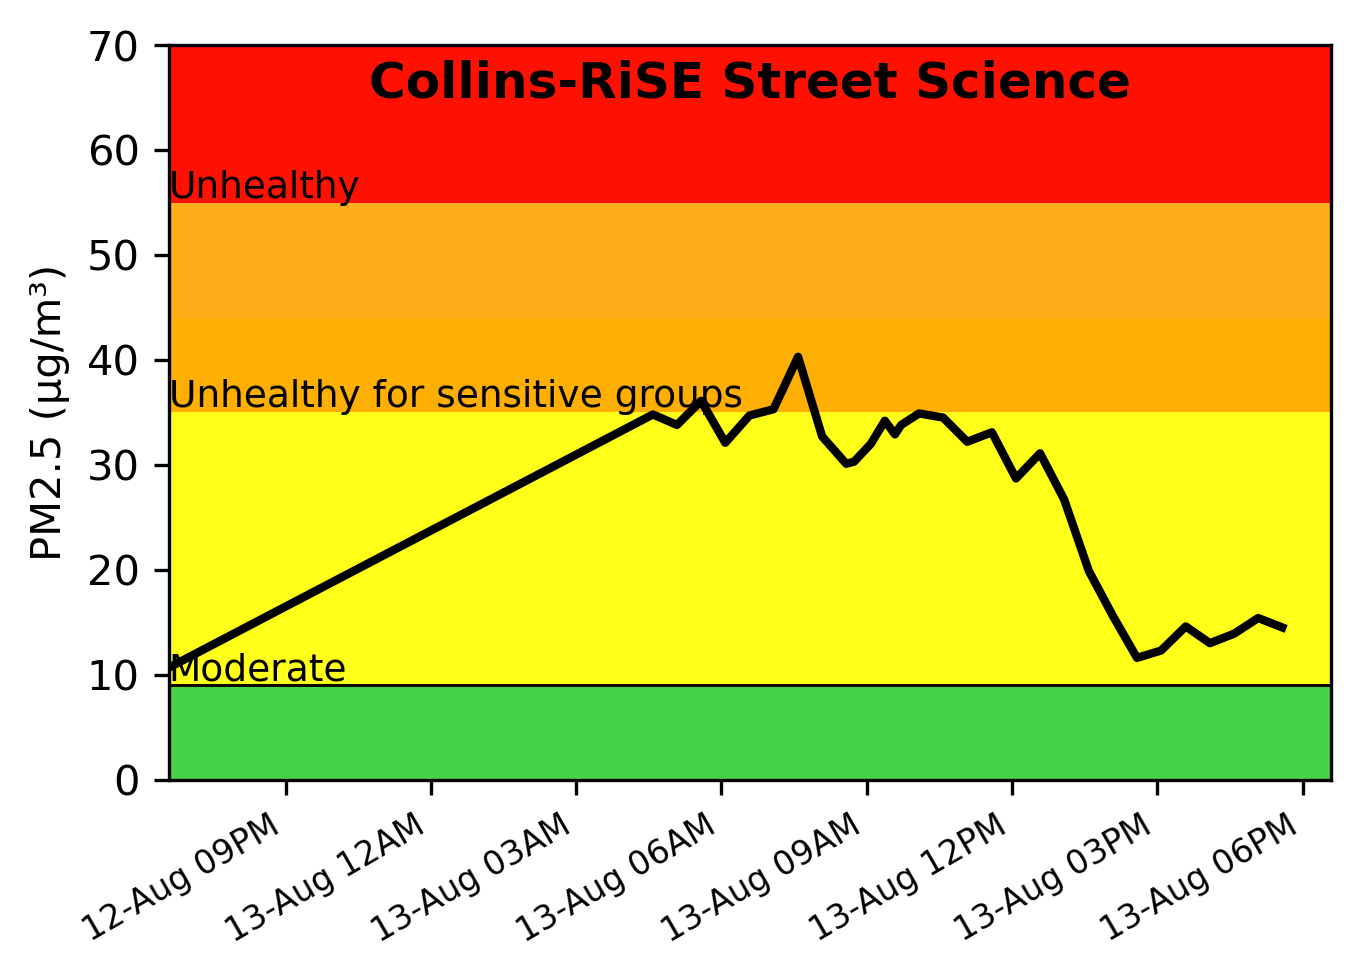 Collins-RiSE Street Science
70
60
Unhealthy
50
40
Unhealthy for sensitive groups
30
20
10
Moderate
0
PM2.5 (µg/m³)
12-Aug 09PM
13-Aug 12AM
13-Aug 03AM
13-Aug 06AM
13-Aug 09AM
13-Aug 12PM
13-Aug 03PM
13-Aug 06PM